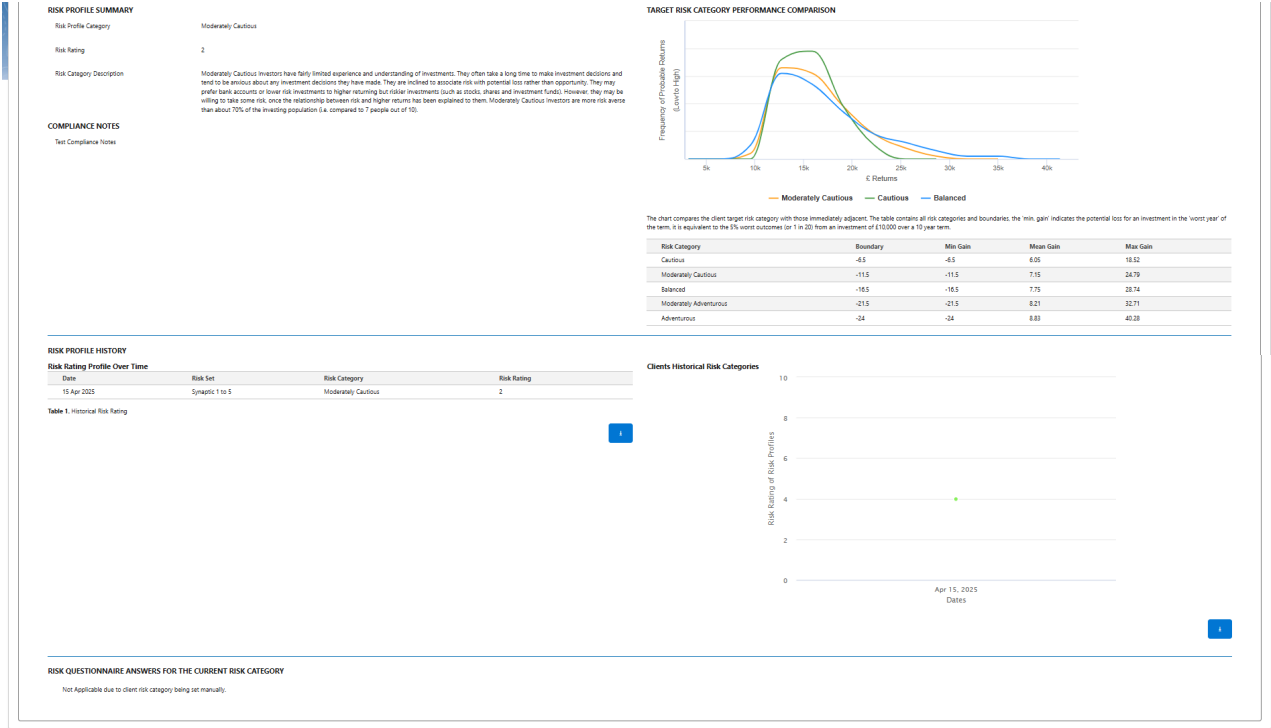 RISK PROFILE SUMMARY
Risk Profile Category Moderately Cautious
Risk Rating 2
Risk Category Description Moderately Cautious Investors have fairly limited experience and understanding of investments. They often take a long time to make investment decisions and
tend to be anxious about any investment decisions they have made. They are inclined to associate risk with potential loss rather than opportunity. They may
prefer bank accounts or lower risk investments to higher returning but riskier investments (such as stocks, shares and investment funds). However, they may be
willing to take some risk, once the relationship between risk and higher returns has been explained to them. Moderately Cautious Investors are more risk averse
than about 70% of the investing population (i.e. compared to 7 people out of 10).
COMPLIANCE NOTES
Test Compliance Notes
TARGET RISK CATEGORY PERFORMANCE COMPARISON
Frequency of Probable Returns
(Low to High)
5k 10k 15k 20k 25k 30k 35k 40k
£ Returns
Moderately Cautious Cautious Balanced
The chart compares the client target risk category with those immediately adjacent. The table contains all risk categories and boundaries, the 'min. gain' indicates the potential loss for an investment in the 'worst year' of
the term, it is equivalent to the 5% worst outcomes (or 1 in 20) from an investment of £10,000 over a 10 year term.
Risk Category Boundary Min Gain Mean Gain Max Gain
Cautious -6.5 -6.5 6.05 18.52
Moderately Cautious -11.5 -11.5 7.15 24.79
Balanced -16.5 -16.5 7.75 28.74
Moderately Adventurous -21.5 -21.5 8.21 32.71
Adventurous -24 -24 8.83 40.28
RISK PROFILE HISTORY
Risk Rating Profile Over Time
Date Risk Set Risk Category Risk Rating
15 Apr 2025 Synaptic 1 to 5 Moderately Cautious 2
Table 1. Historical Risk Rating
i
Clients Historical Risk Categories
Risk Rating of Risk Profiles
10
8
6
4
2
0
Apr 15, 2025
Dates
i
RISK QUESTIONNAIRE ANSWERS FOR THE CURRENT RISK CATEGORY
Not Applicable due to client risk category being set manually.